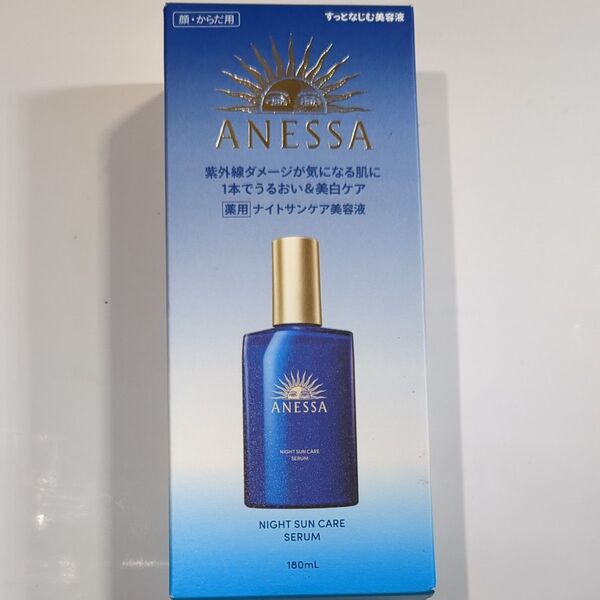 顔・からだ用
すっとなじむ美容液
ANESSA
紫外線ダメージが気になる肌に
1本でうるおい&美白ケア
薬用 ナイトサンケア美容液
ANESSA
NIGHT SUN CARE
SERUM
NIGHT SUN CARE
SERUM
180mL